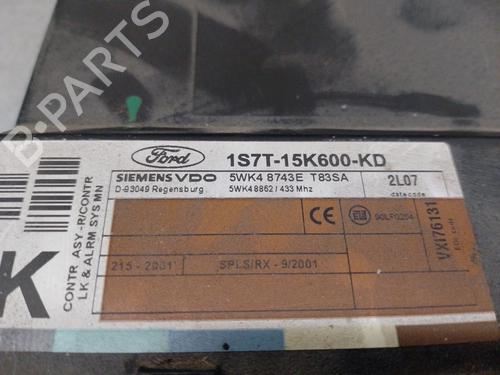 Ford
1S7T-15K600-KD
SIEMENS VDO
5WK4 8743E T83SA
D-93049 Regensburg.
5WK4 8862 / 433 Mhz
2L07
date code
CONTR ASY -R/CONTR
LK & ALRM SYS MN
K
CE
VXI76131
215 - 2001
SPLS/RX - 9/2001
B-PARTS